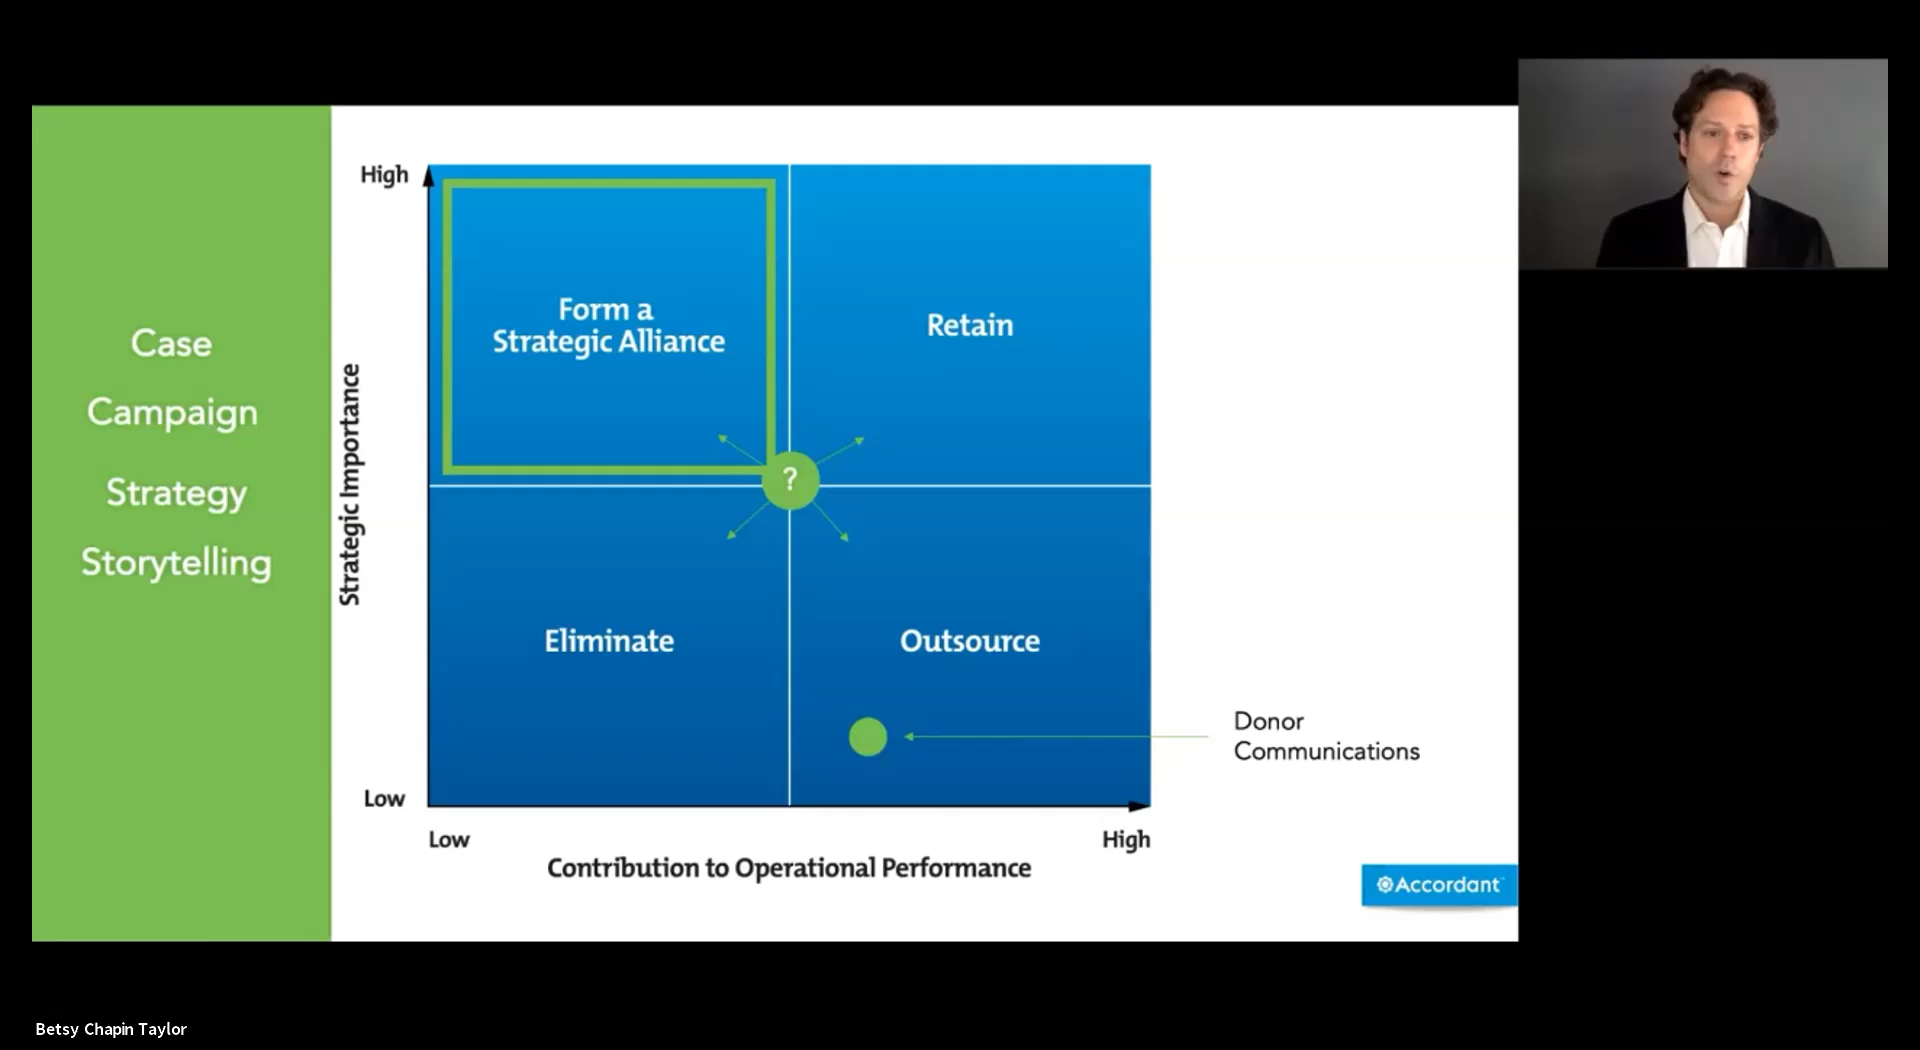 Case
Campaign
Strategy
Storytelling
High
Strategic Importance
Low
Form a
Strategic Alliance
Retain
?
Eliminate
Outsource
Donor
Communications
Low
High
Contribution to Operational Performance
Accordant™
Betsy Chapin Taylor